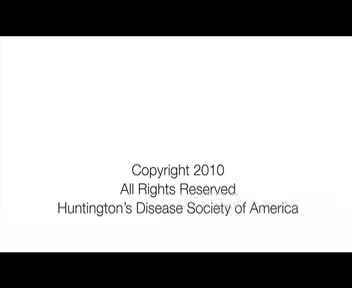 Copyright 2010
All Rights Reserved
Huntington's Disease Society of America